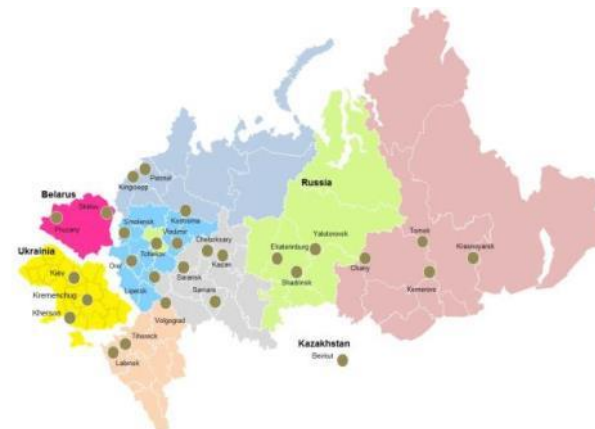 Russia
Kingisepp
Belarus
Pruzany
Smolensk
Kostroma
Vladimir
Cheboksary
Kazan
Saransk
Samara
Orel
Lipetsk
Volgograd
Ekaterinburg
Yalutorovsk
Shadrinsk
Chany
Tomsk
Kemerovo
Krasnoyarsk
Ukrainia
Kiev
Kremenchug
Kherson
Tihoreck
Labinsk
Kazakhstan